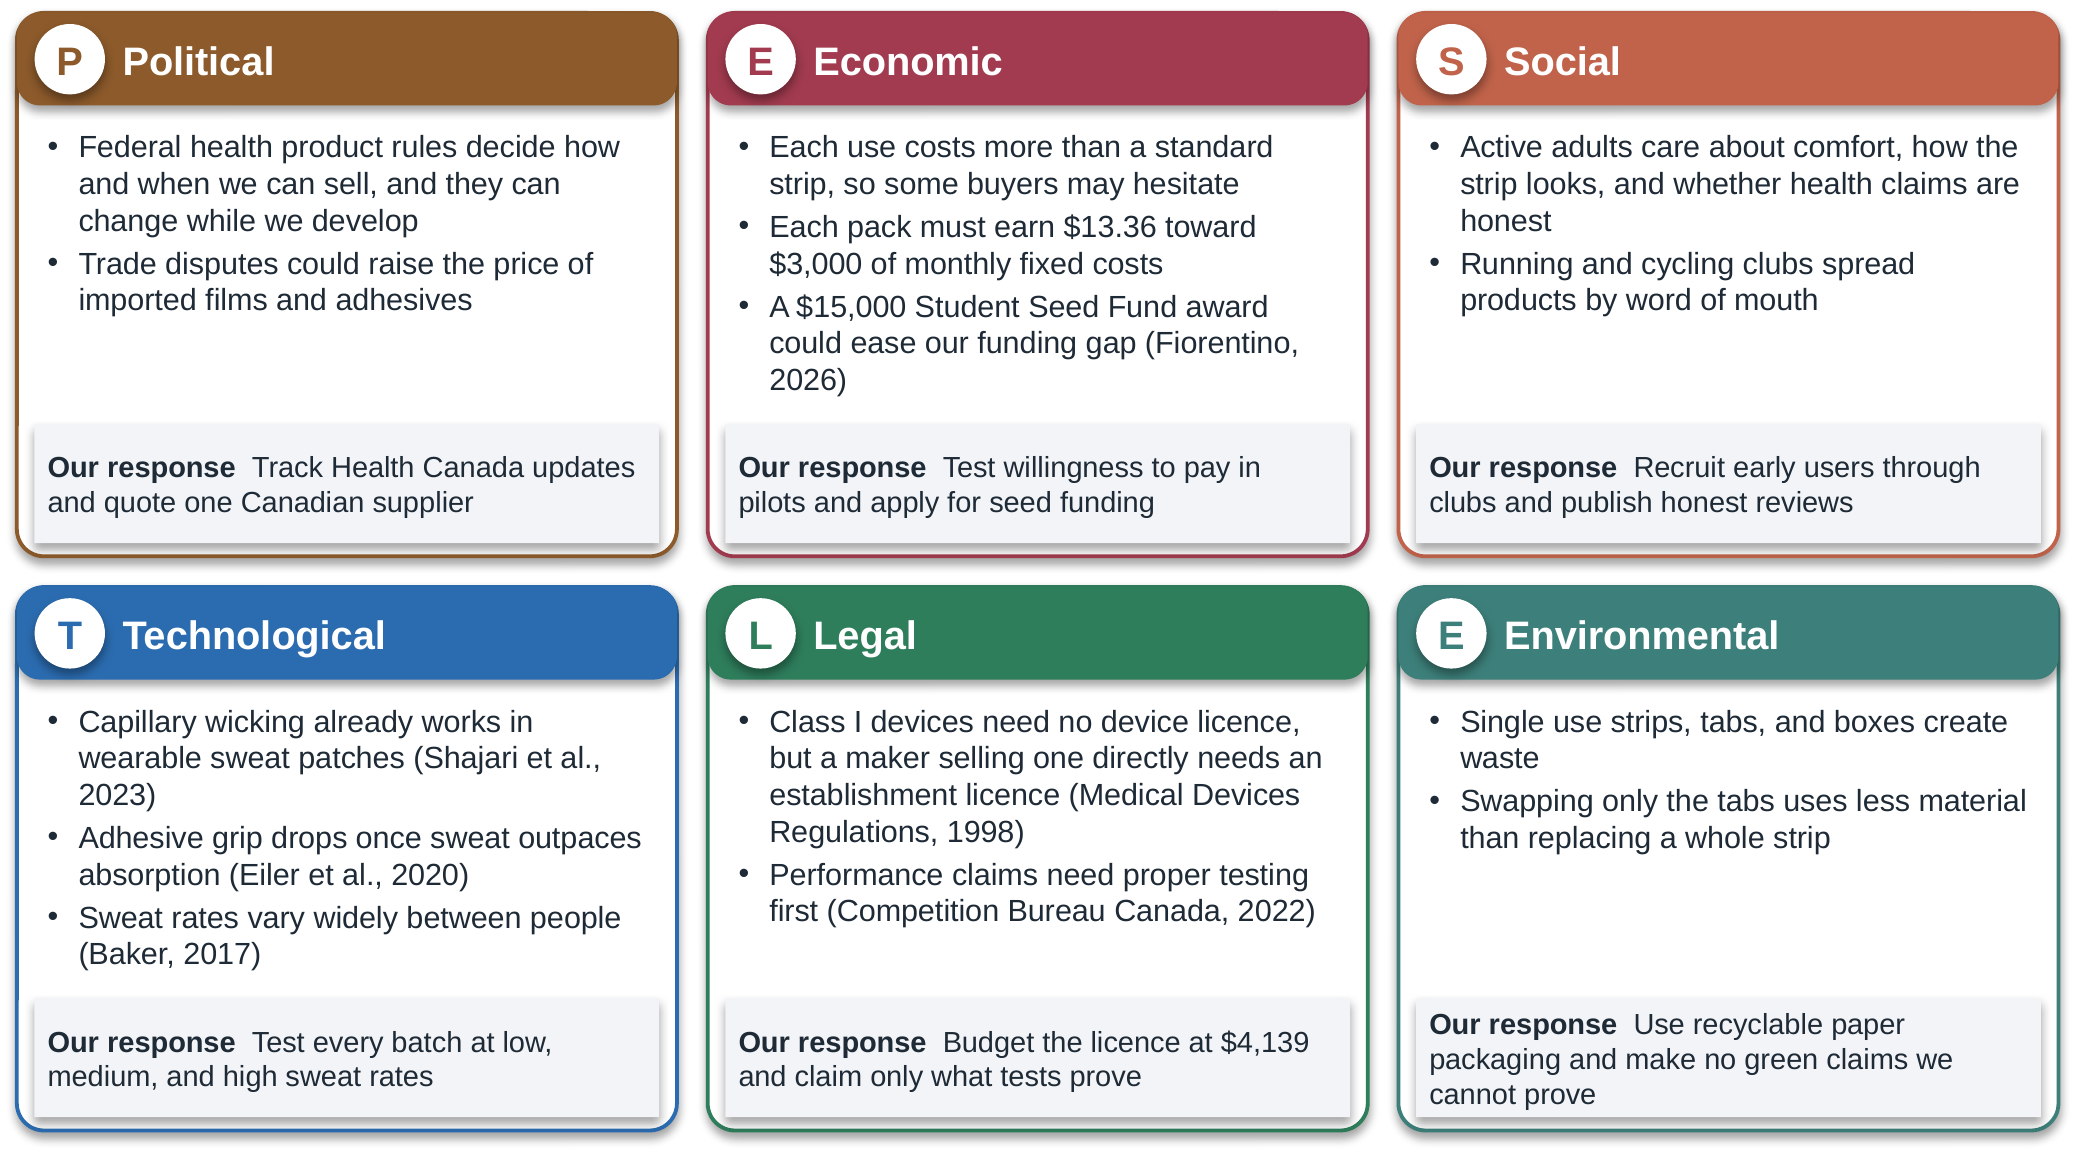 P Political
• Federal health product rules decide how
and when we can sell, and they can
change while we develop
• Trade disputes could raise the price of
imported films and adhesives
Our response Track Health Canada updates
and quote one Canadian supplier
E Economic
• Each use costs more than a standard
strip, so some buyers may hesitate
• Each pack must earn $13.36 toward
$3,000 of monthly fixed costs
• A $15,000 Student Seed Fund award
could ease our funding gap (Fiorentino,
2026)
Our response Test willingness to pay in
pilots and apply for seed funding
S Social
• Active adults care about comfort, how the
strip looks, and whether health claims are
honest
• Running and cycling clubs spread
products by word of mouth
Our response Recruit early users through
clubs and publish honest reviews
T Technological
• Capillary wicking already works in
wearable sweat patches (Shajari et al.,
2023)
• Adhesive grip drops once sweat outpaces
absorption (Eiler et al., 2020)
• Sweat rates vary widely between people
(Baker, 2017)
Our response Test every batch at low,
medium, and high sweat rates
L Legal
• Class I devices need no device licence,
but a maker selling one directly needs an
establishment licence (Medical Devices
Regulations, 1998)
• Performance claims need proper testing
first (Competition Bureau Canada, 2022)
Our response Budget the licence at $4,139
and claim only what tests prove
E Environmental
• Single use strips, tabs, and boxes create
waste
• Swapping only the tabs uses less material
than replacing a whole strip
Our response Use recyclable paper
packaging and make no green claims we
cannot prove